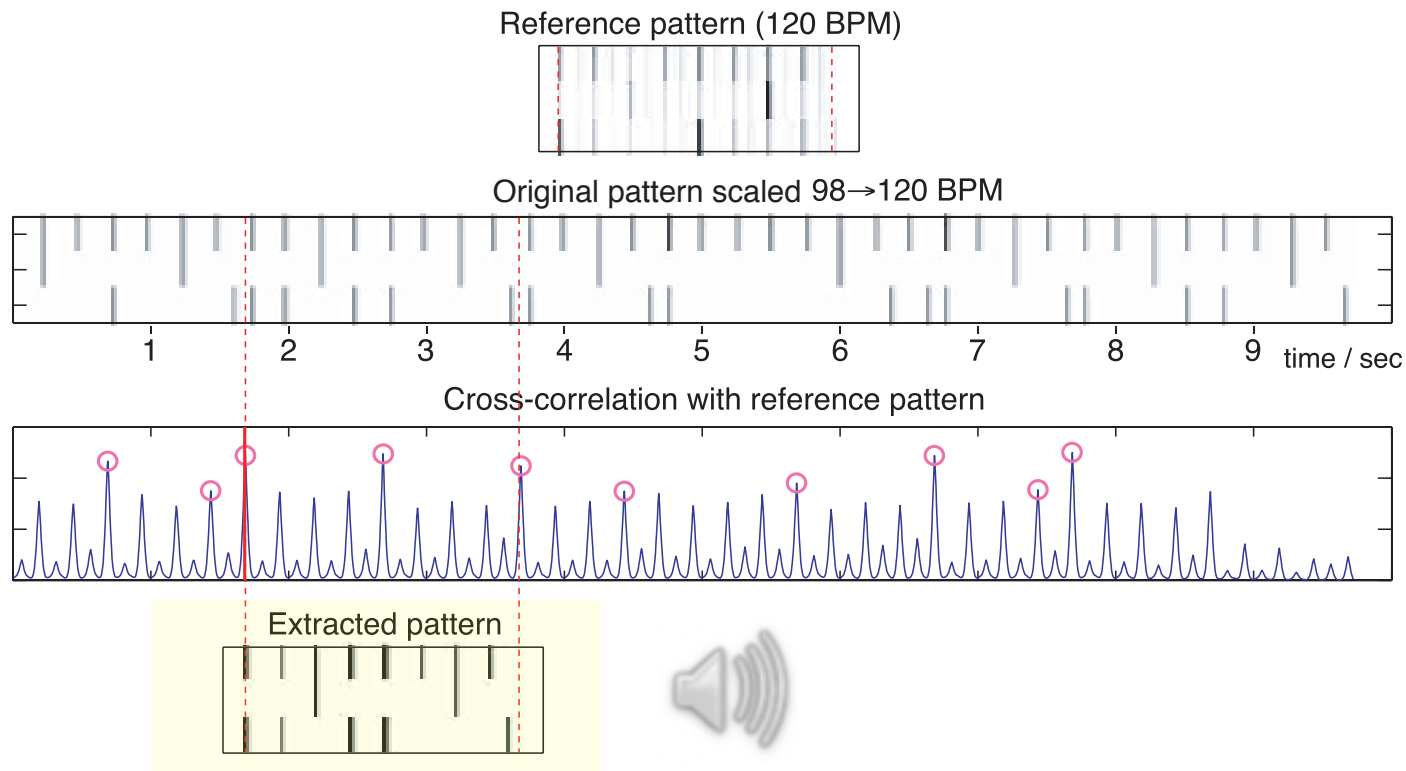 Reference pattern (120 BPM)
Original pattern scaled 98→120 BPM
1 2 3 4 5 6 7 8 9 time / sec
Cross-correlation with reference pattern
Extracted pattern